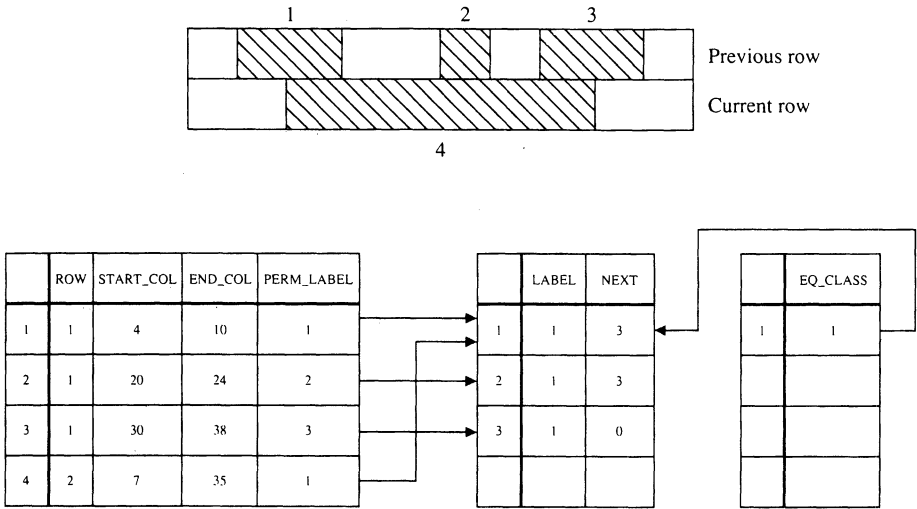 1 2 3
Previous row
Current row
4
ROW START_COL END_COL PERM_LABEL
1 1 4 10 1
2 1 20 24 2
3 1 30 38 3
4 2 7 35 1
LABEL NEXT
1 1 3
2 1 3
3 1 0
EQ_CLASS
1 1